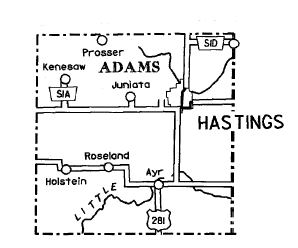 Prosser
S1D
Kenesaw
ADAMS
S1A
Juniata
HASTINGS
Roseland
Holstein
Ayr
LITTLE
281